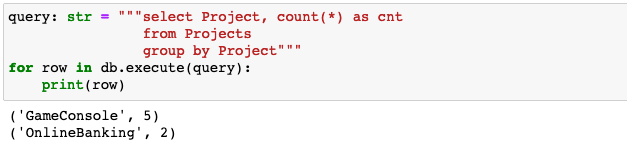 query: str = """select Project, count(*) as cnt
                from Projects
                group by Project"""
for row in db.execute(query):
    print(row)
('GameConsole', 5)
('OnlineBanking', 2)